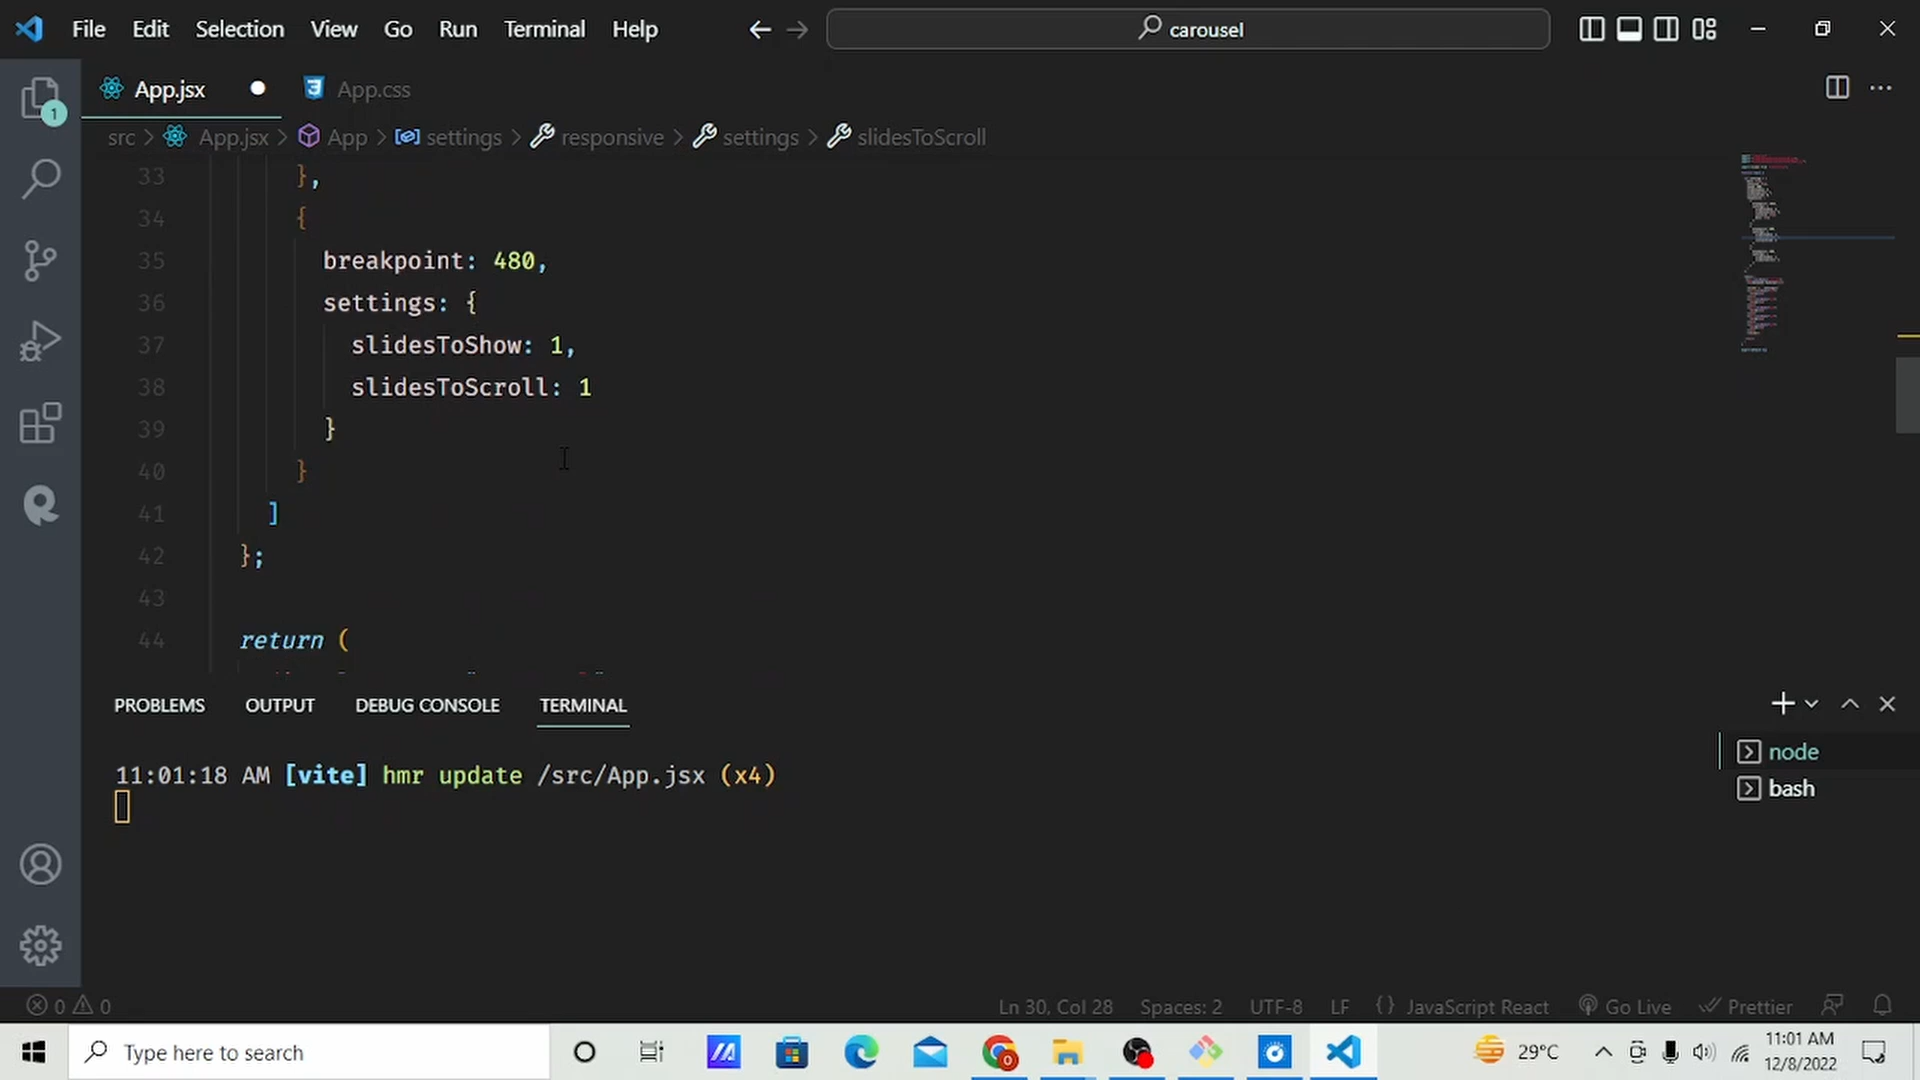 File Edit Selection View Go Run Terminal Help carousel
App.jsx App.css
1
src > App.jsx > App > settings > responsive > settings > slidesToScroll
33 },
34 {
35 breakpoint: 480,
36 settings: {
37 slidesToShow: 1,
38 slidesToScroll: 1
39 }
40 }
41 ]
42 };
43
44 return (
PROBLEMS OUTPUT DEBUG CONSOLE TERMINAL
11:01:18 AM [vite] hmr update /src/App.jsx (x4)
node
bash
0 0 Ln 30, Col 28 Spaces: 2 UTF-8 LF {} JavaScript React Go Live Prettier
Type here to search 29°C 11:01 AM
12/8/2022